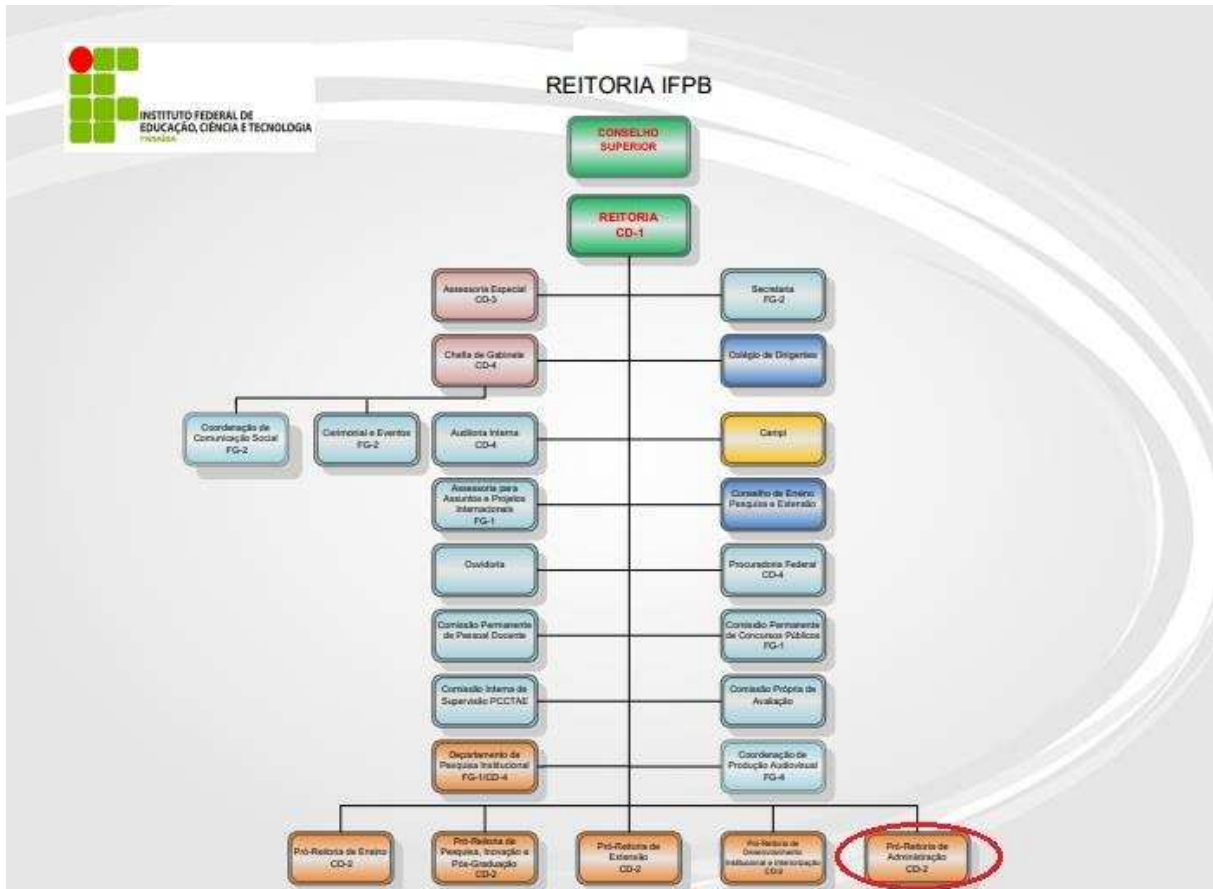 INSTITUTO FEDERAL DE
EDUCAÇÃO, CIÊNCIA E TECNOLOGIA
PARAÍBA
REITORIA IFPB
CONSELHO
SUPERIOR
REITORIA
CD-1
Assessoria Especial
CD-3
Secretaria
FG-2
Chefia de Gabinete
CD-4
Colégio de Dirigentes
Coordenação de
Comunicação Social
FG-2
Cerimonial e Eventos
FG-2
Auditoria Interna
CD-4
Campi
Assessoria para
Assuntos e Projetos
Internacionais
FG-1
Conselho de Ensino
Pesquisa e Extensão
Ouvidoria
Procuradoria Federal
CD-4
Comissão Permanente
de Pessoal Docente
Comissão Permanente
de Concursos Públicos
FG-1
Comissão Interna de
Supervisão PCCTAE
Comissão Própria de
Avaliação
Departamento de
Pesquisa Institucional
FG-1/CD-4
Coordenação de
Produção Audiovisual
FG-4
Pró-Reitoria de Ensino
CD-2
Pró-Reitoria de
Pesquisa, Inovação e
Pós-Graduação
CD-2
Pró-Reitoria de
Extensão
CD-2
Pró-Reitoria de
Desenvolvimento
Institucional e Interiorização
CD-2
Pró-Reitoria de
Administração
CD-2